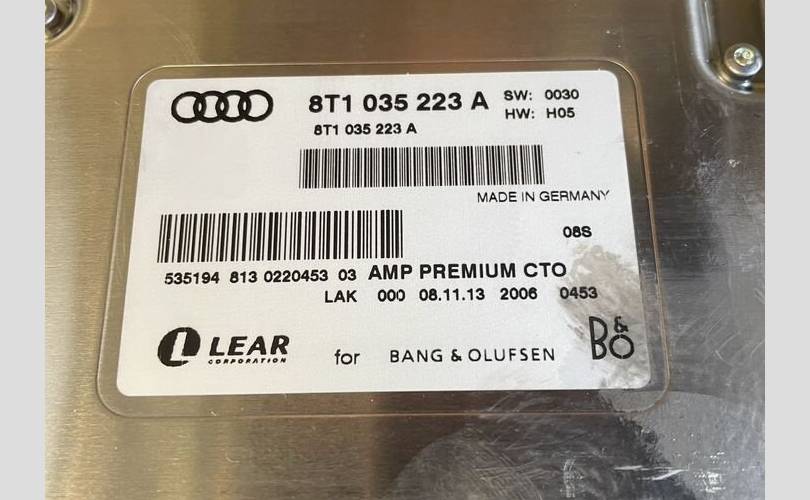 8T1 035 223 A SW: 0030
HW: H05
8T1 035 223 A
MADE IN GERMANY
08S
535194 813 0220453 03 AMP PREMIUM CTO
LAK 000 08.11.13 2006 0453
LEAR
CORPORATION
for BANG & OLUFSEN
B&O